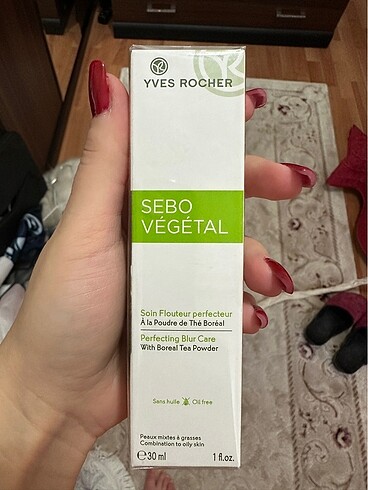 YVES ROCHER
SEBO
VÉGÉTAL
Soin Flouteur perfecteur
À la Poudre de Thé Boréal
Perfecting Blur Care
With Boreal Tea Powder
Sans huile Oil free
Peaux mixtes à grasses
Combination to oily skin
℮30 ml 1 fl.oz.